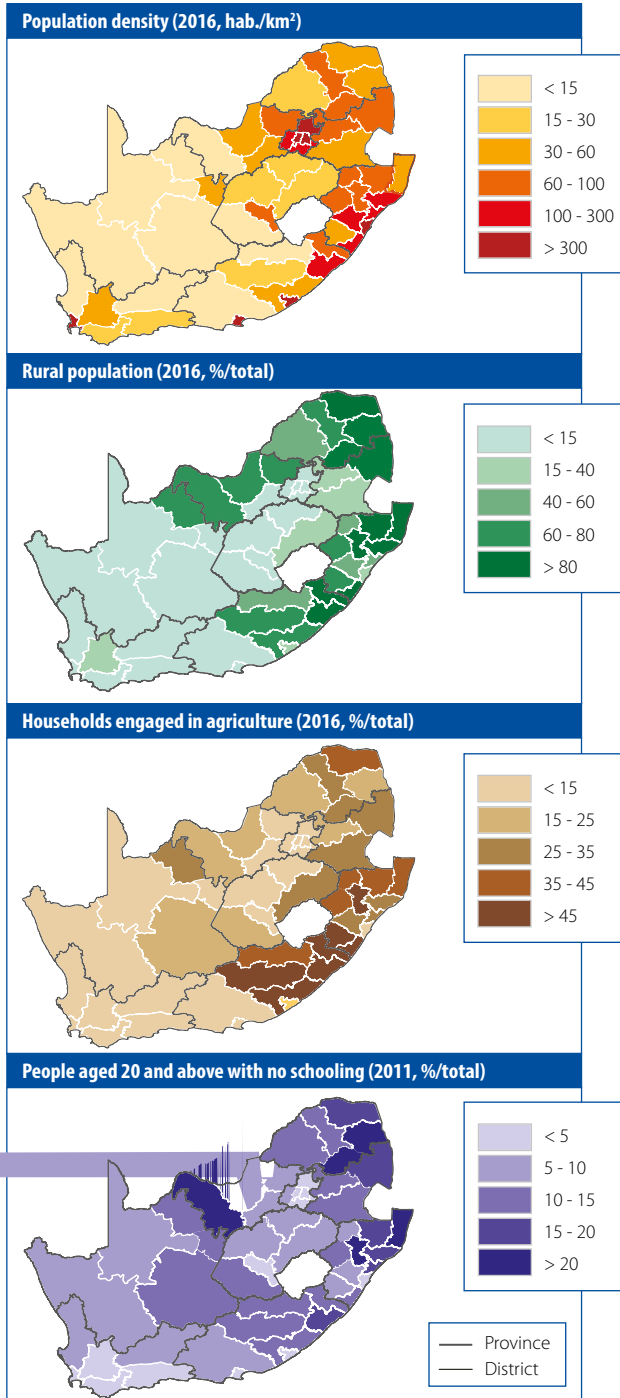 Population density (2016, hab./km²)
< 15
15 - 30
30 - 60
60 - 100
100 - 300
> 300
Rural population (2016, %/total)
< 15
15 - 40
40 - 60
60 - 80
> 80
Households engaged in agriculture (2016, %/total)
< 15
15 - 25
25 - 35
35 - 45
> 45
People aged 20 and above with no schooling (2011, %/total)
< 5
5 - 10
10 - 15
15 - 20
> 20
Province
District